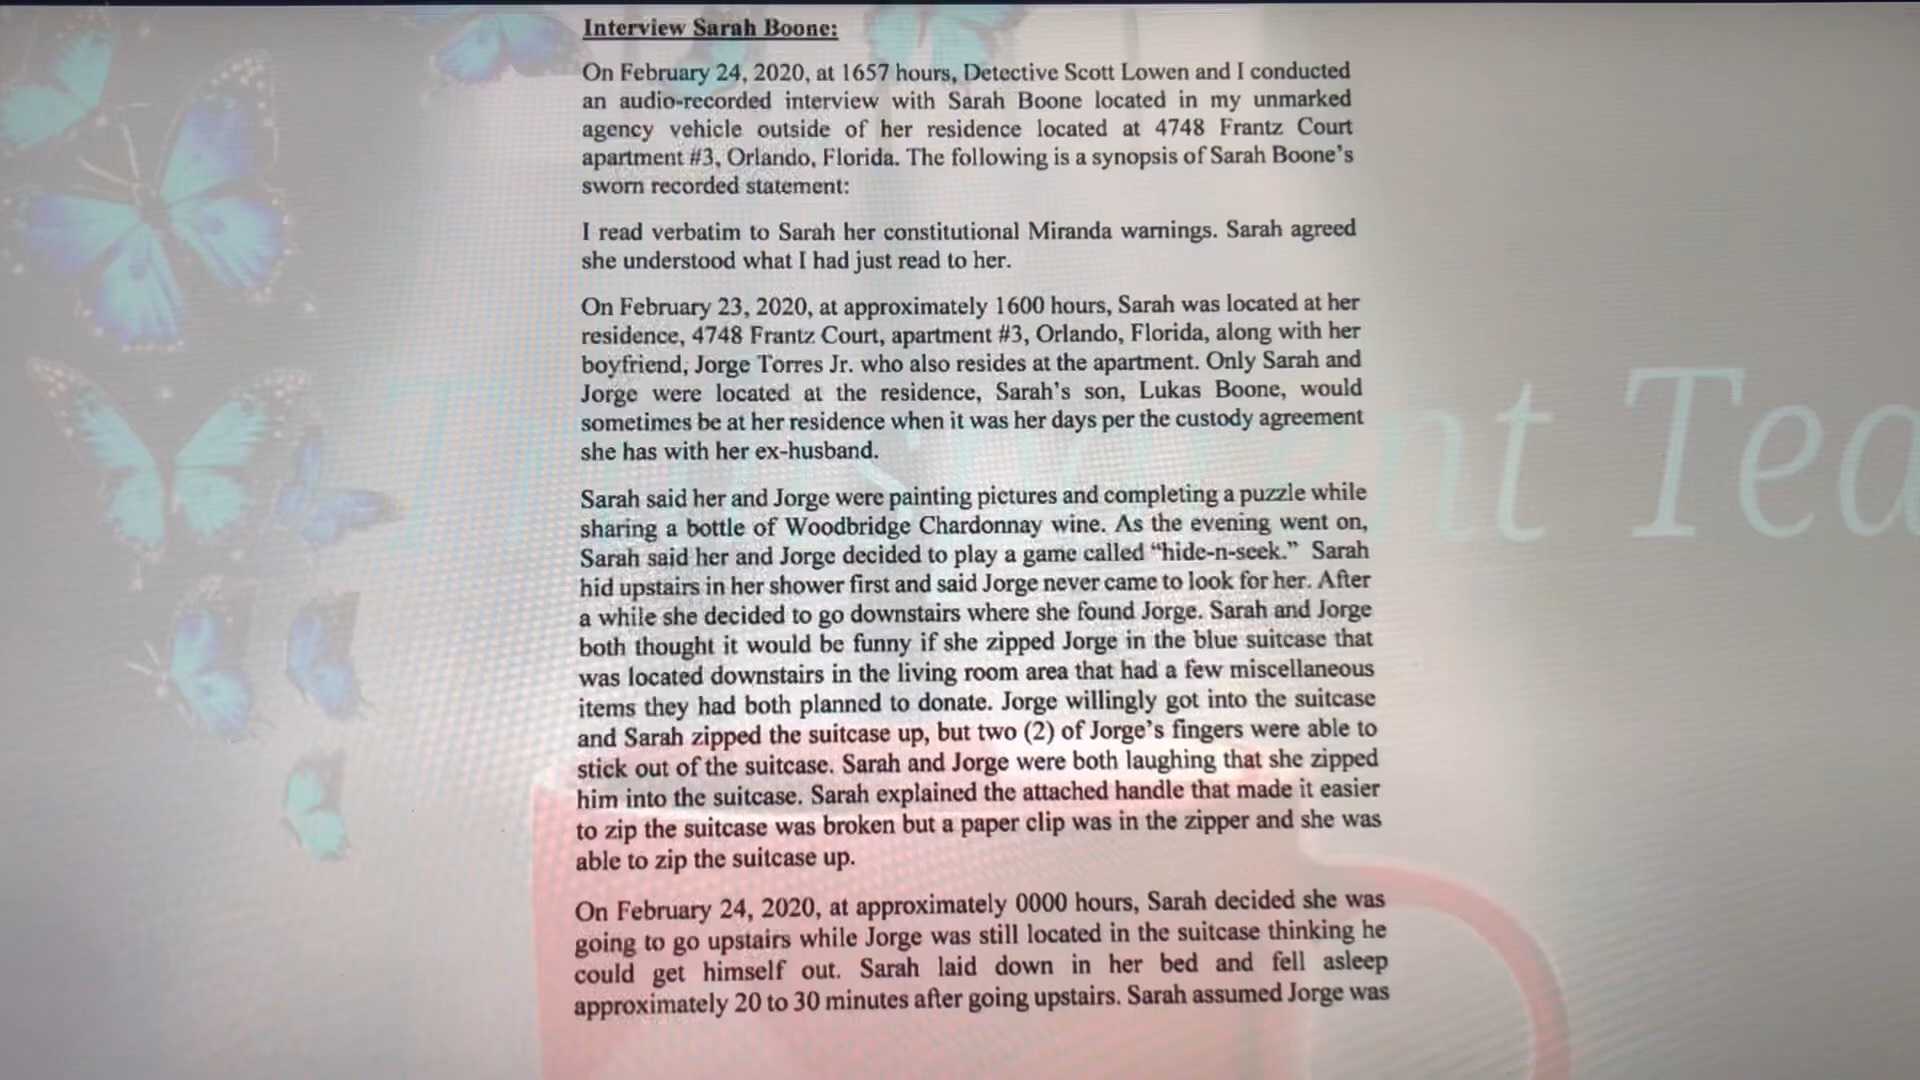 Interview Sarah Boone:
On February 24, 2020, at 1657 hours, Detective Scott Lowen and I conducted
an audio-recorded interview with Sarah Boone located in my unmarked
agency vehicle outside of her residence located at 4748 Frantz Court
apartment #3, Orlando, Florida. The following is a synopsis of Sarah Boone's
sworn recorded statement:
I read verbatim to Sarah her constitutional Miranda warnings. Sarah agreed
she understood what I had just read to her.
On February 23, 2020, at approximately 1600 hours, Sarah was located at her
residence, 4748 Frantz Court, apartment #3, Orlando, Florida, along with her
boyfriend, Jorge Torres Jr. who also resides at the apartment. Only Sarah and
Jorge were located at the residence, Sarah's son, Lukas Boone, would
sometimes be at her residence when it was her days per the custody agreement
she has with her ex-husband.
Sarah said her and Jorge were painting pictures and completing a puzzle while
sharing a bottle of Woodbridge Chardonnay wine. As the evening went on,
Sarah said her and Jorge decided to play a game called “hide-n-seek.” Sarah
hid upstairs in her shower first and said Jorge never came to look for her. After
a while she decided to go downstairs where she found Jorge. Sarah and Jorge
both thought it would be funny if she zipped Jorge in the blue suitcase that
was located downstairs in the living room area that had a few miscellaneous
items they had both planned to donate. Jorge willingly got into the suitcase
and Sarah zipped the suitcase up, but two (2) of Jorge's fingers were able to
stick out of the suitcase. Sarah and Jorge were both laughing that she zipped
him into the suitcase. Sarah explained the attached handle that made it easier
to zip the suitcase was broken but a paper clip was in the zipper and she was
able to zip the suitcase up.
On February 24, 2020, at approximately 0000 hours, Sarah decided she was
going to go upstairs while Jorge was still located in the suitcase thinking he
could get himself out. Sarah laid down in her bed and fell asleep
approximately 20 to 30 minutes after going upstairs. Sarah assumed Jorge was